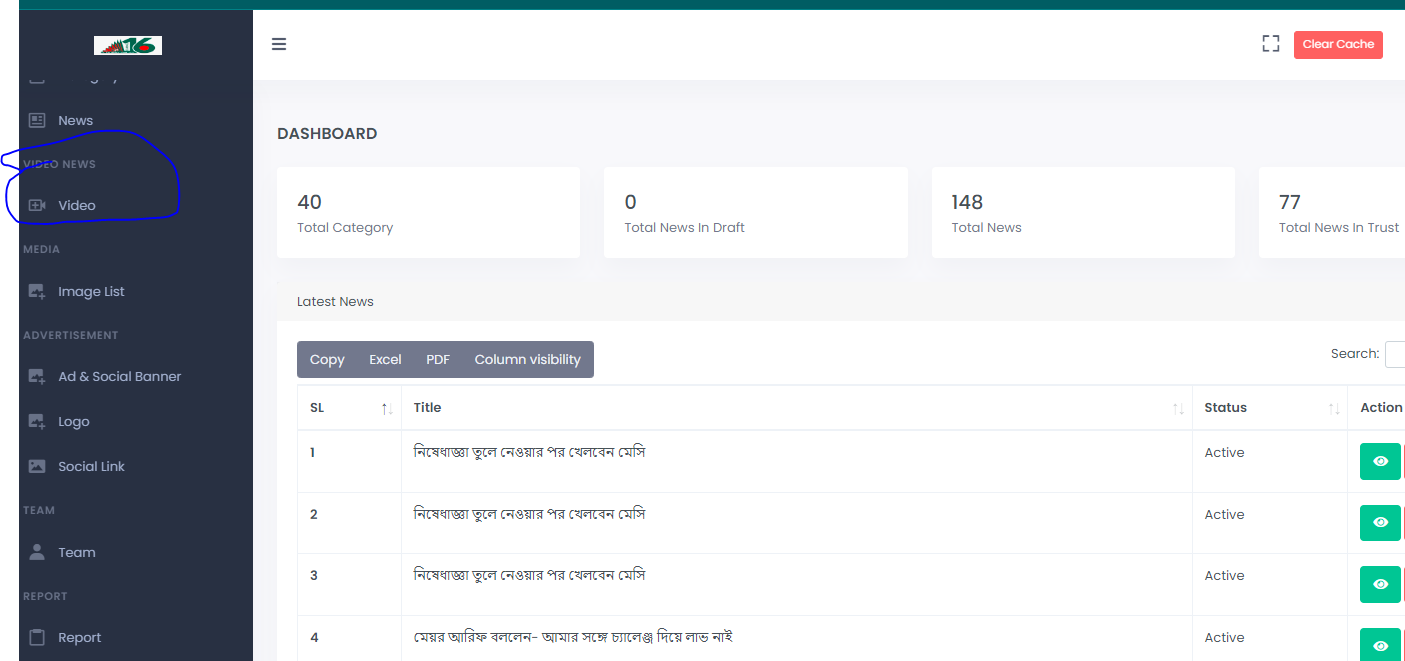 16
Clear Cache
News
VIDEO NEWS
Video
MEDIA
Image List
ADVERTISEMENT
Ad & Social Banner
Logo
Social Link
TEAM
Team
REPORT
Report
DASHBOARD
40
Total Category
0
Total News In Draft
148
Total News
77
Total News In Trust
Latest News
Copy Excel PDF Column visibility
Search:
SL Title Status Action
1 নিষেধাজ্ঞা তুলে নেওয়ার পর খেলবেন মেসি Active
2 নিষেধাজ্ঞা তুলে নেওয়ার পর খেলবেন মেসি Active
3 নিষেধাজ্ঞা তুলে নেওয়ার পর খেলবেন মেসি Active
4 মেয়র আরিফ বললেন- আমার সঙ্গে চ্যালেঞ্জ দিয়ে লাভ নাই Active